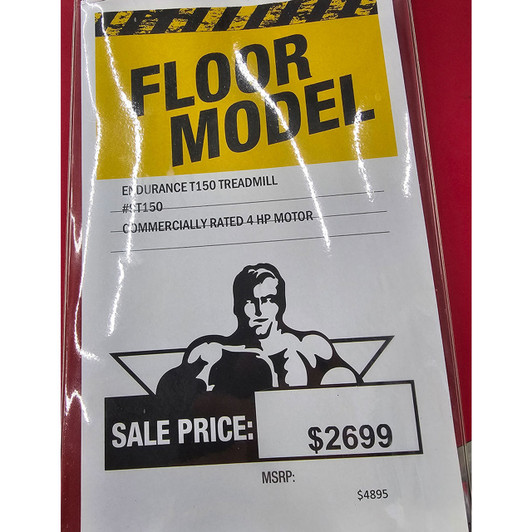 FLOOR
MODEL
ENDURANCE T150 TREADMILL
#ST150
COMMERCIALLY RATED 4 HP MOTOR
SALE PRICE: $2699
MSRP:
$4895